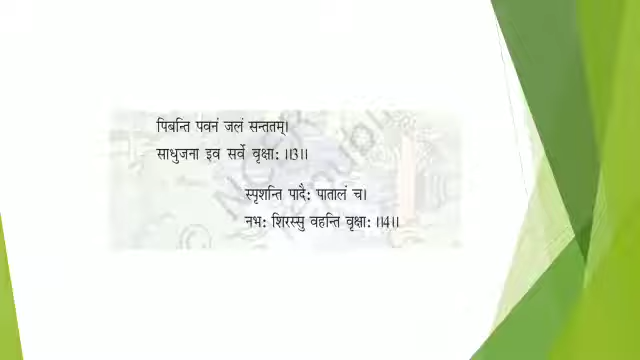 पिबन्ति पवनं जलं सन्ततम्।
साधुजना इव सर्वे वृक्षा: ।।3।।
स्पृशन्ति पादै: पातालं च।
नभ: शिरस्सु वहन्ति वृक्षा: ।।4।।